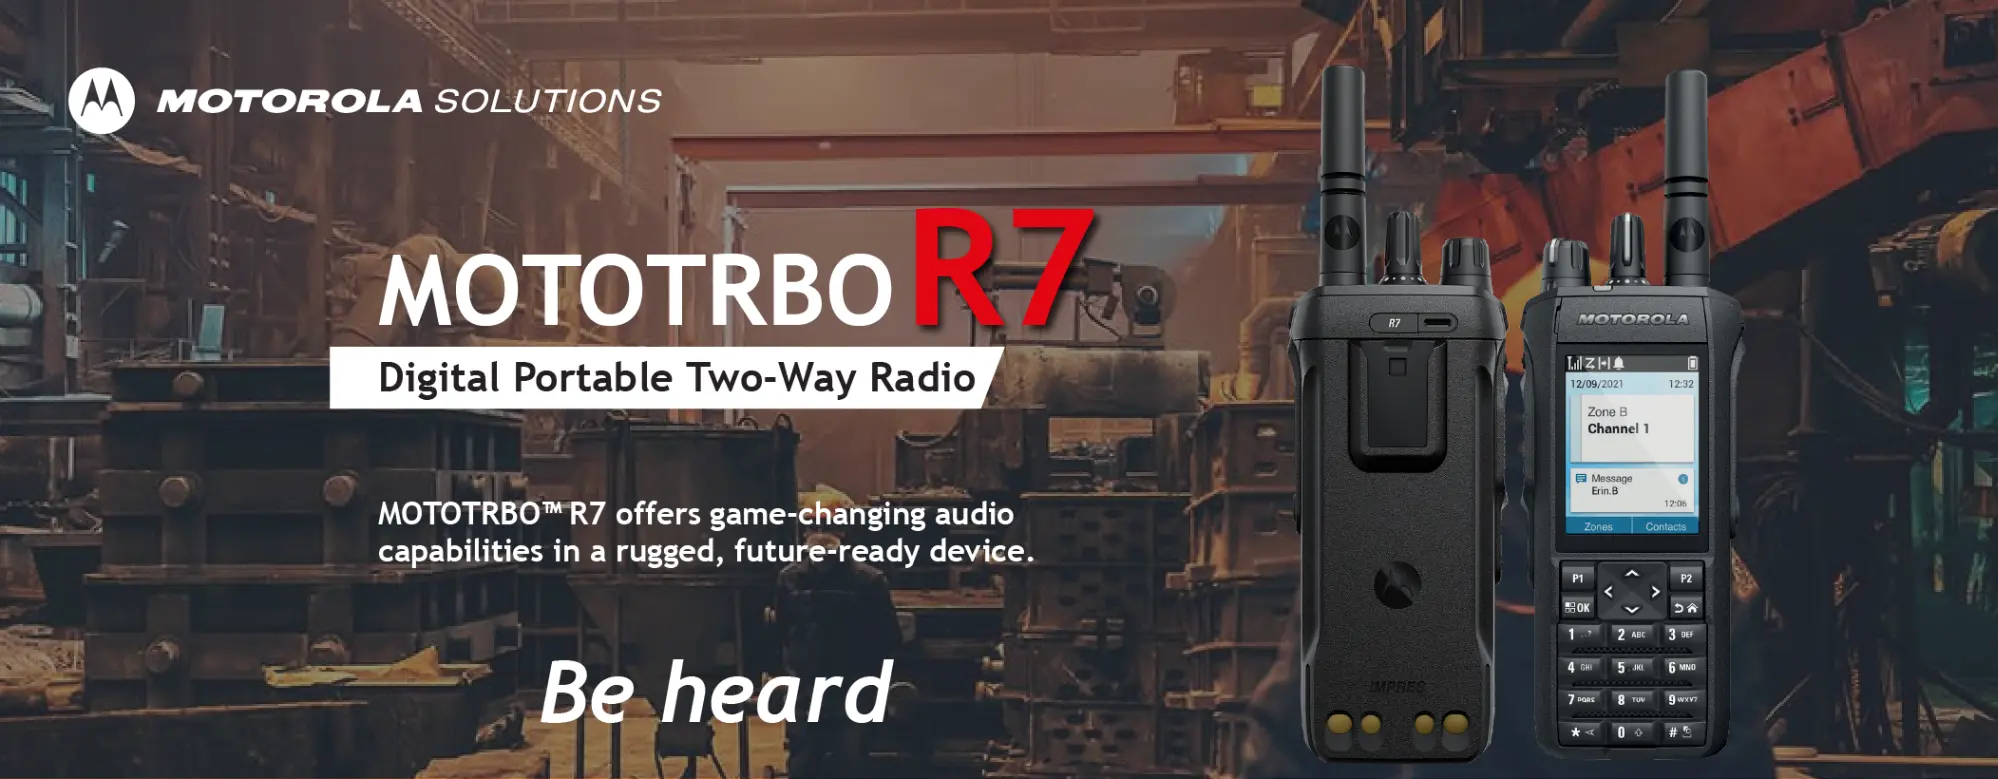 MOTOROLA SOLUTIONS
MOTOTRBO R7
Digital Portable Two-Way Radio
MOTOTRBO™ R7 offers game-changing audio
capabilities in a rugged, future-ready device.
Be heard
R7
IMPRES
MOTOROLA
12/09/2021 12:32
Zone B
Channel 1
Message
Erin.B
12:06
Zones Contacts
P1 P2
OK
1 .,? 2 ABC 3 DEF
4 GHI 5 JKL 6 MNO
7 PQRS 8 TUV 9 WXYZ
* 0 #